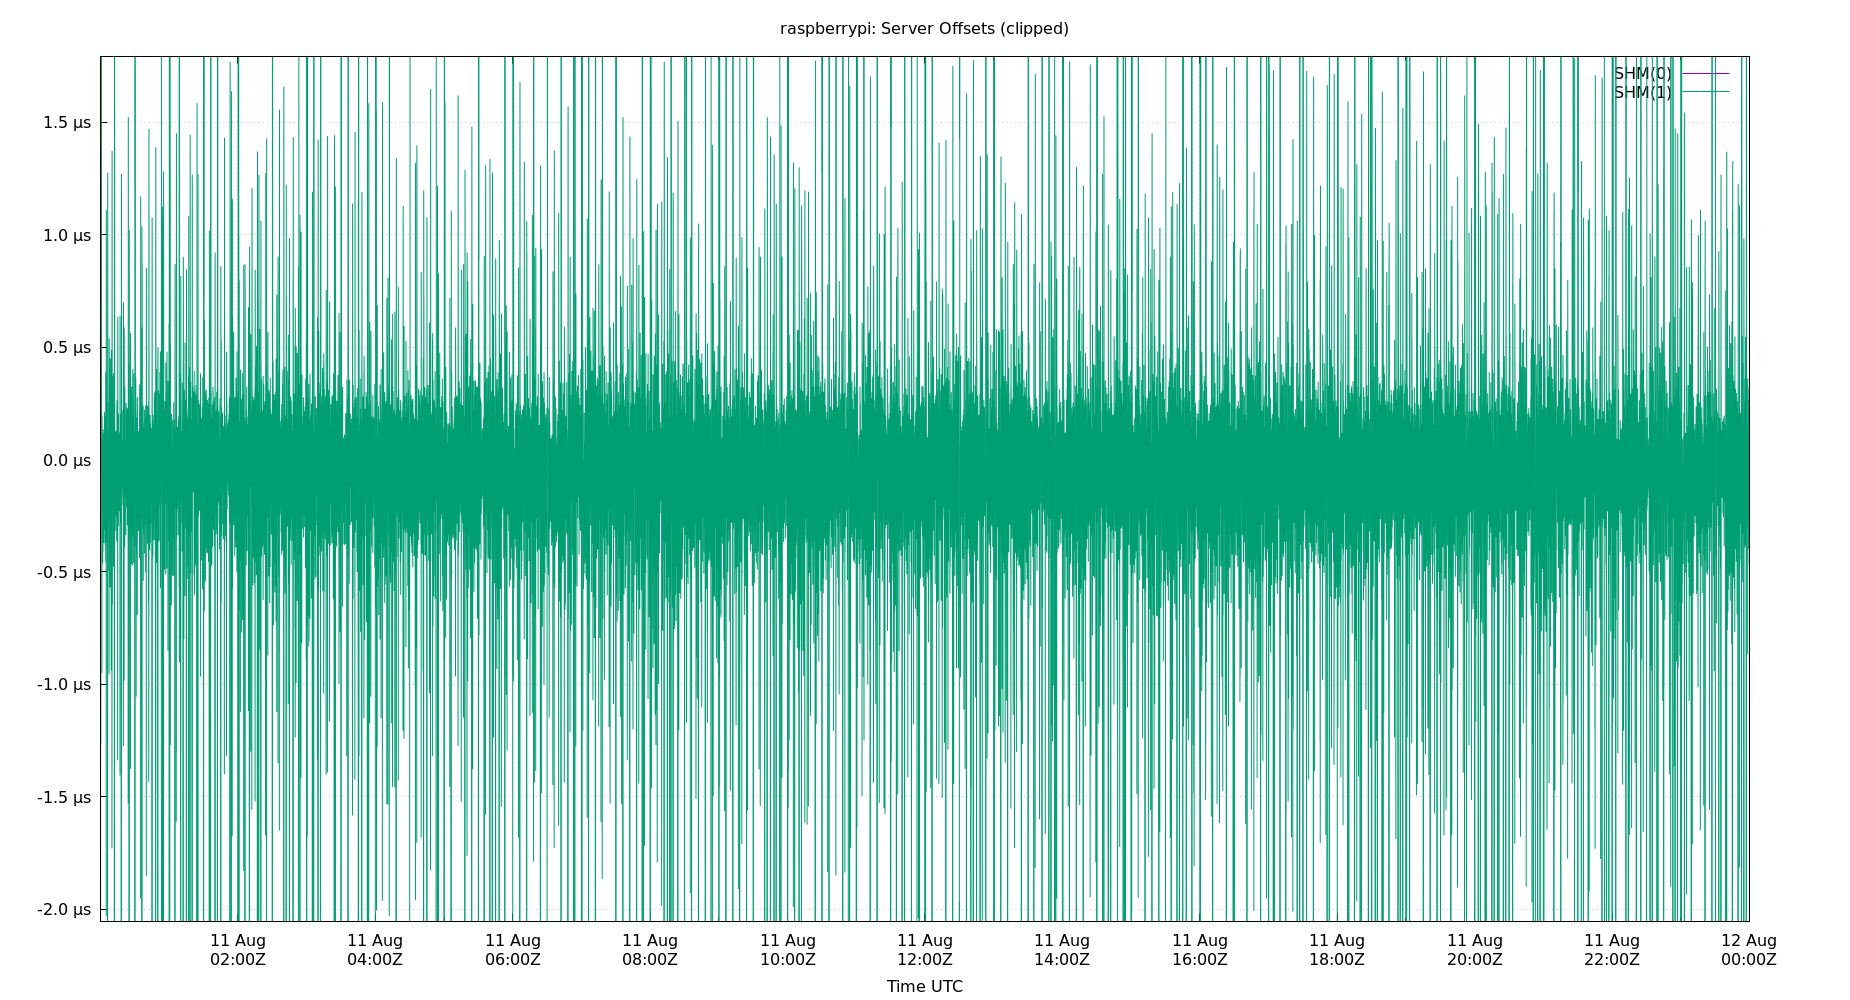 raspberrypi: Server Offsets (clipped)
SHM(0)
SHM(1)
1.5 µs
1.0 µs
0.5 µs
0.0 µs
-0.5 µs
-1.0 µs
-1.5 µs
-2.0 µs
11 Aug 11 Aug 11 Aug 11 Aug 11 Aug 11 Aug 11 Aug 11 Aug 11 Aug 11 Aug 11 Aug 12 Aug
02:00Z 04:00Z 06:00Z 08:00Z 10:00Z 12:00Z 14:00Z 16:00Z 18:00Z 20:00Z 22:00Z 00:00Z
Time UTC